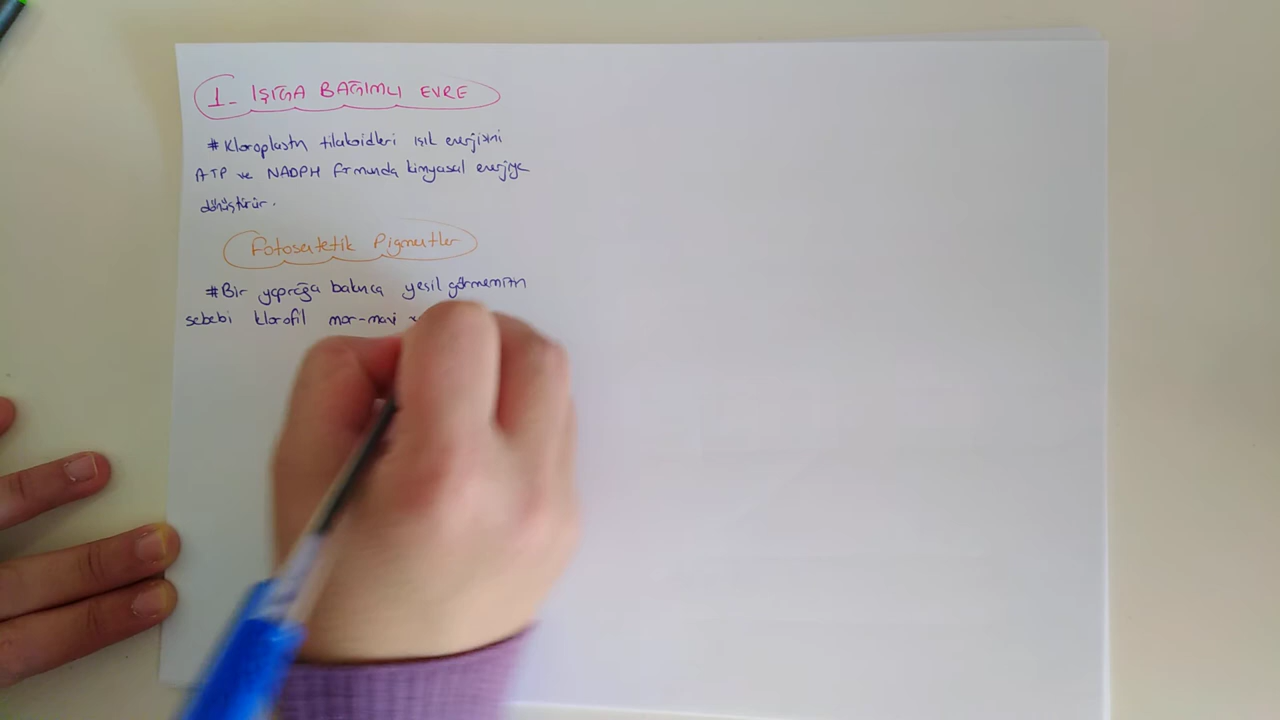 1- IŞIĞA BAĞIMLI EVRE
#Kloroplastın tilakoidleri ışık enerjisini
ATP ve NADPH formunda kimyasal enerjiye
dönüştürür.
Fotosentetik Pigmentler
#Bir yaprağa bakınca yeşil görmemizin
sebebi klorofil mor-mavi